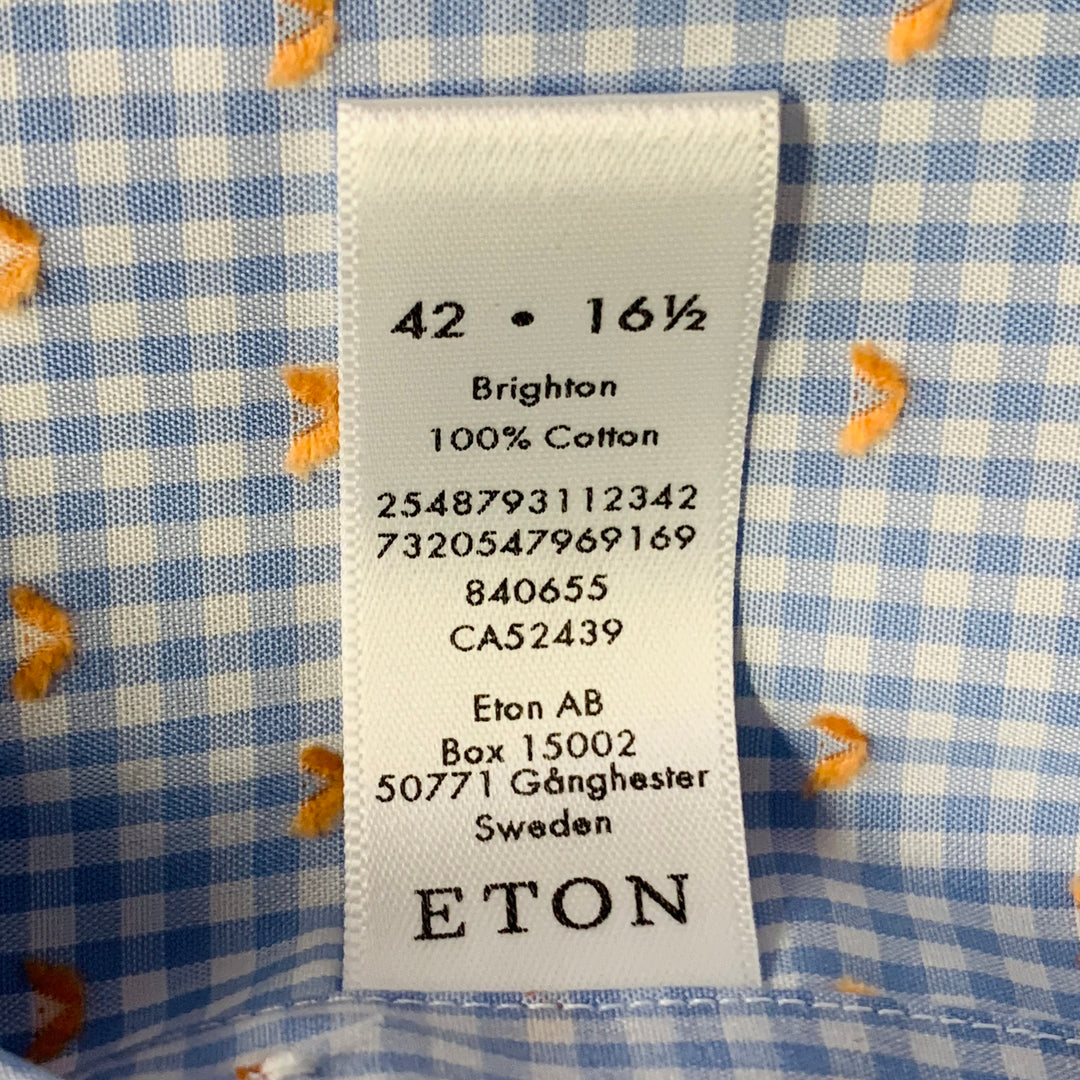 42 • 16½
Brighton
100% Cotton
2548793112342
7320547969169
840655
CA52439
Eton AB
Box 15002
50771 Gånghester
Sweden
ETON